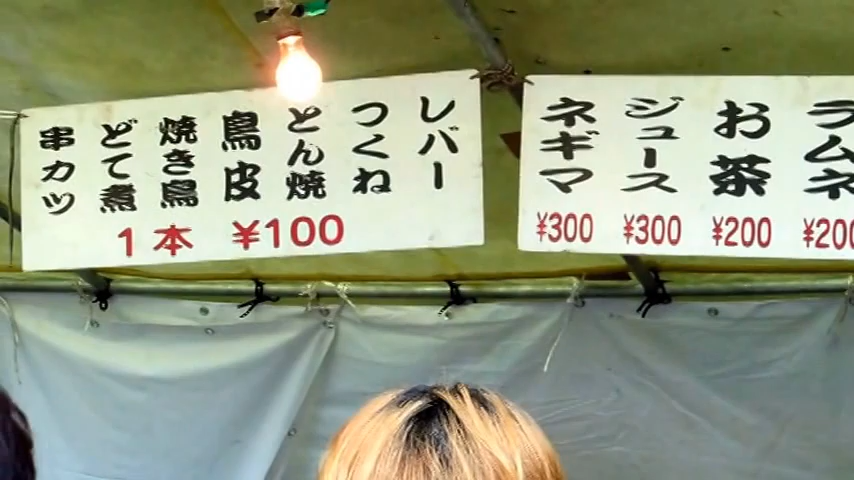 レバー
つくね
とん焼
鳥皮
焼き鳥
どて煮
串カツ
1本 ¥100
ラムネ
¥200
お茶
¥200
ジュース
¥300
ネギマ
¥300